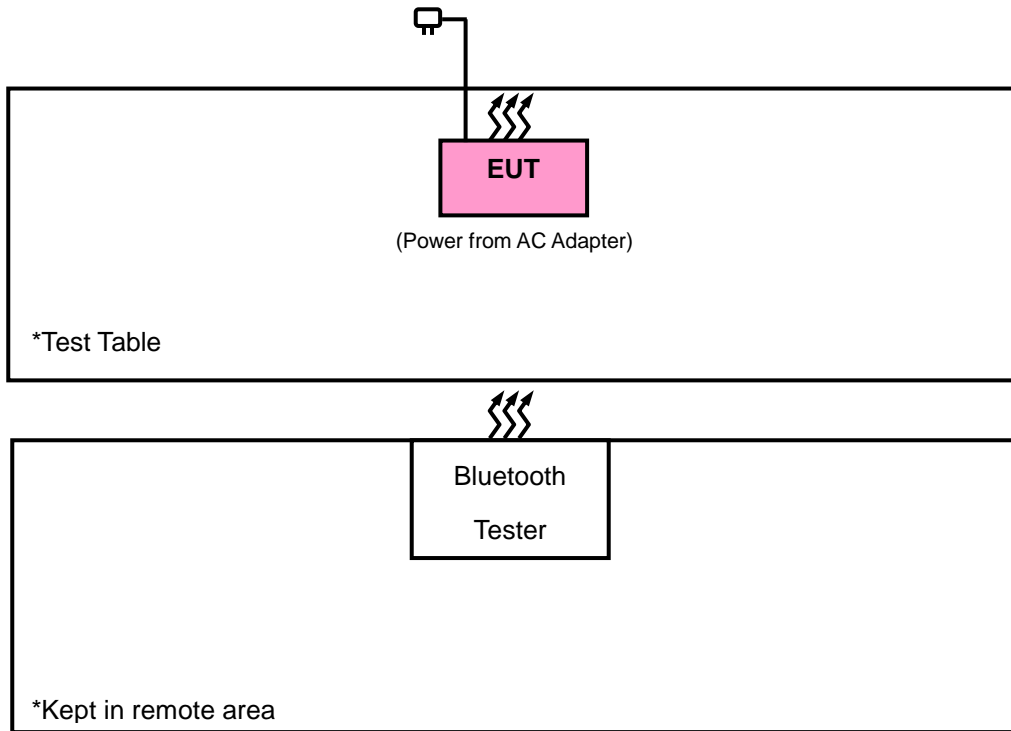 EUT
(Power from AC Adapter)
*Test Table
Bluetooth
Tester
*Kept in remote area